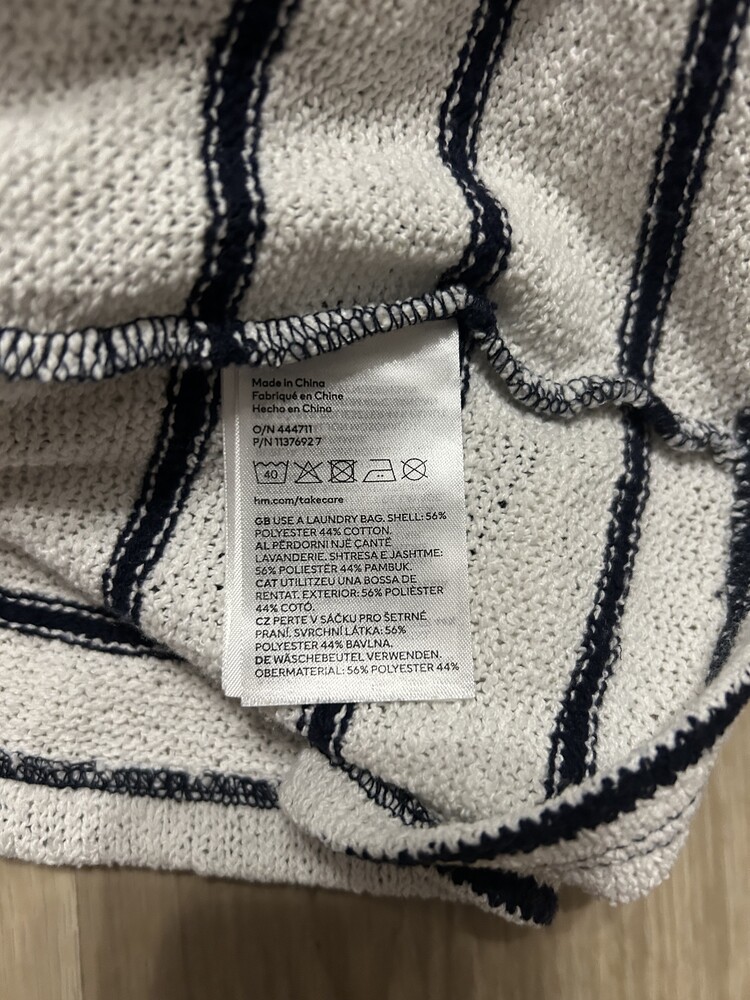 Made in China
Fabriqué en Chine
Hecho en China
O/N 444711
P/N 1137692 7
40
hm.com/takecare
GB USE A LAUNDRY BAG. SHELL: 56%
POLYESTER 44% COTTON.
AL PËRDORNI NJË ÇANTË
LAVANDERIE. SHTRESA E JASHTME:
56% POLIESTËR 44% PAMBUK.
CAT UTILITZEU UNA BOSSA DE
RENTAT. EXTERIOR: 56% POLIÈSTER
44% COTÓ.
CZ PERTE V SÁČKU PRO ŠETRNÉ
PRANÍ. SVRCHNÍ LÁTKA: 56%
POLYESTER 44% BAVLNA.
DE WÄSCHEBEUTEL VERWENDEN.
OBERMATERIAL: 56% POLYESTER 44%